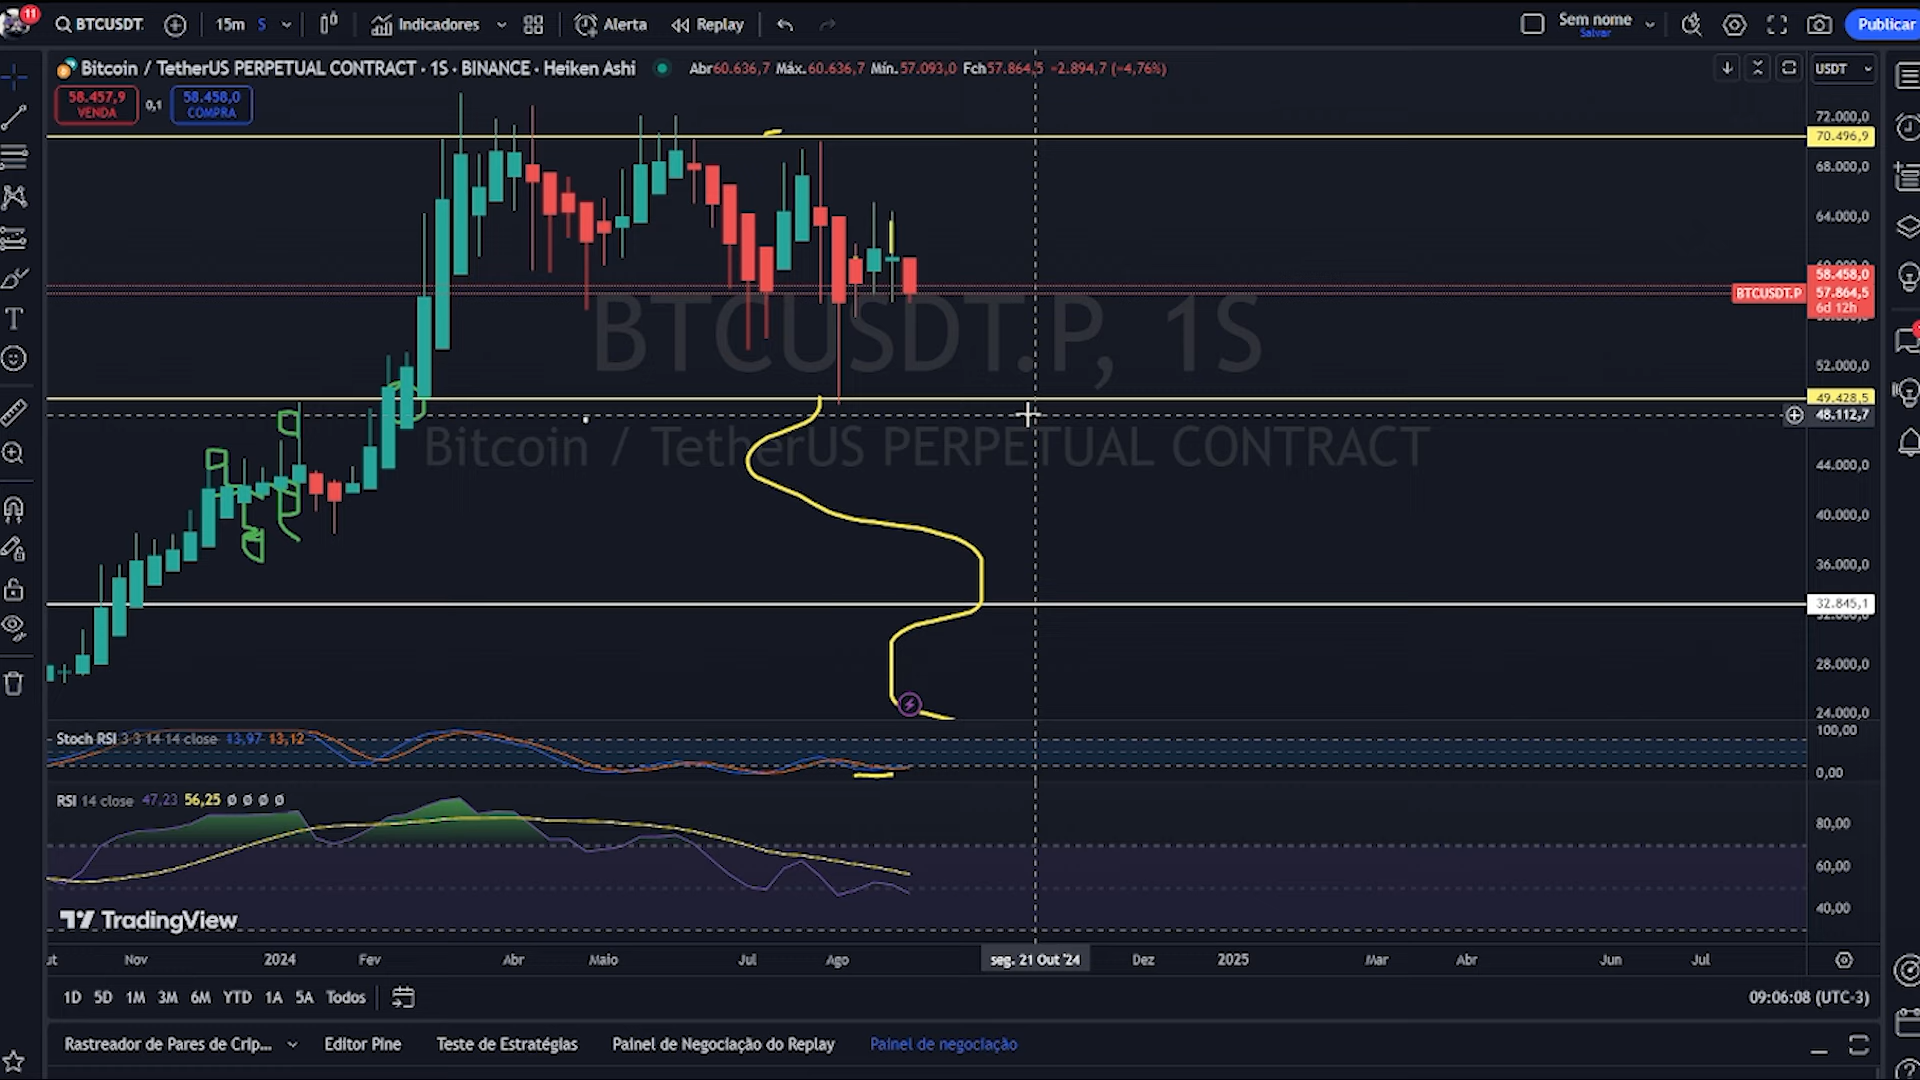 11
BTCUSDT.
15m
S
Indicadores
Alerta
Replay
Sem nome
Salvar
Publicar
Bitcoin / TetherUS PERPETUAL CONTRACT · 1S · BINANCE · Heiken Ashi
Abr60.636,7 Máx.60.636,7 Mín.57.093,0 Fch57.864,5 −2.894,7 (−4,76%)
USDT
58.457,9
VENDA
0,1
58.458,0
COMPRA
72.000,0
70.496,9
68.000,0
64.000,0
58.458,0
BTCUSDT.P
57.864,5
6d 12h
BTCUSDT.P, 1S
52.000,0
49.428,5
48.112,7
Bitcoin / TetherUS PERPETUAL CONTRACT
44.000,0
40.000,0
36.000,0
32.845,1
28.000,0
24.000,0
Stoch RSI 3 3 14 14 close 13,97 13,12
100,00
0,00
RSI 14 close 47,23 56,25 Ø Ø Ø Ø
80,00
60,00
40,00
TradingView
ut
Nov
2024
Fev
Abr
Maio
Jul
Ago
seg. 21 Out '24
Dez
2025
Mar
Abr
Jun
Jul
1D 5D 1M 3M 6M YTD 1A 5A Todos
09:06:08 (UTC-3)
Rastreador de Pares de Crip...
Editor Pine
Teste de Estratégias
Painel de Negociação do Replay
Painel de negociação